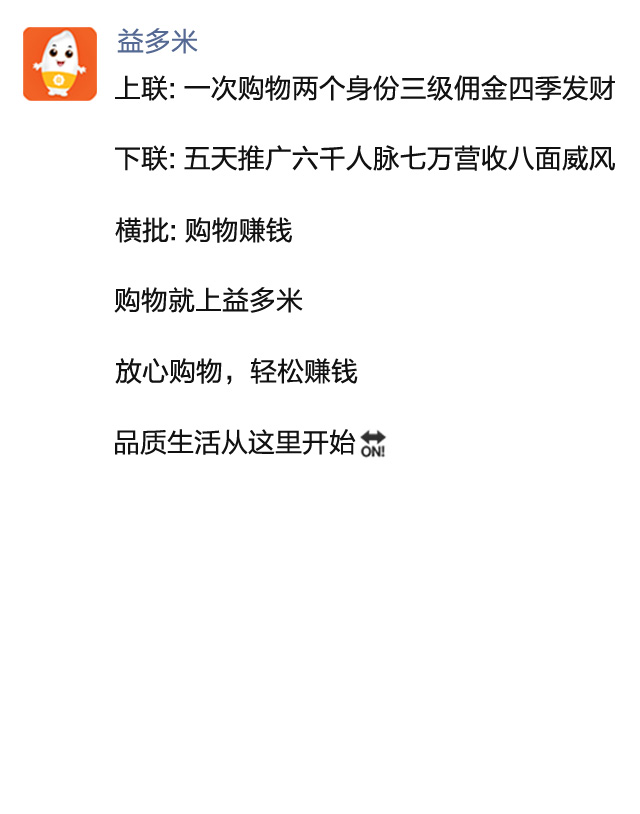 益多米
上联: 一次购物两个身份三级佣金四季发财
下联: 五天推广六千人脉七万营收八面威风
横批: 购物赚钱
购物就上益多米
放心购物，轻松赚钱
品质生活从这里开始ON!